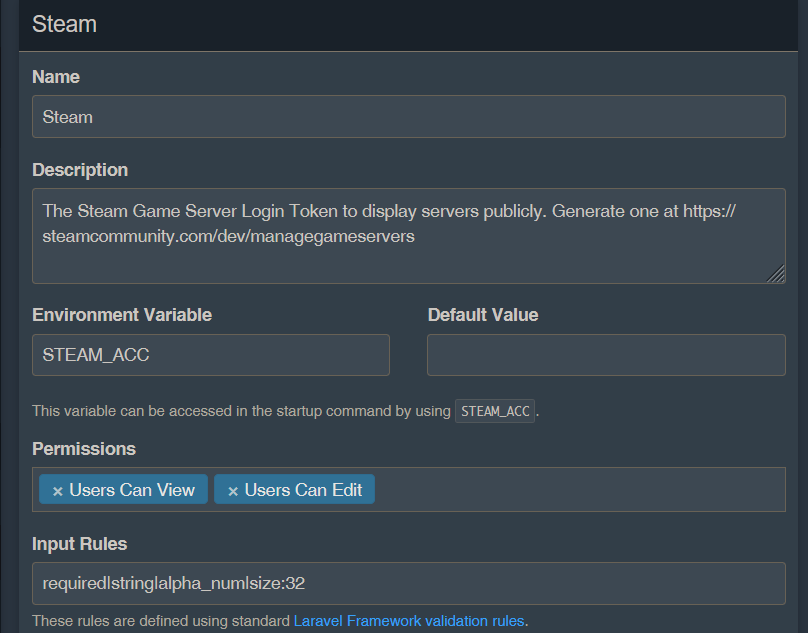 Steam
Name
Steam
Description
The Steam Game Server Login Token to display servers publicly. Generate one at https://
steamcommunity.com/dev/managegameservers
Environment Variable
Default Value
STEAM_ACC
This variable can be accessed in the startup command by using STEAM_ACC.
Permissions
× Users Can View × Users Can Edit
Input Rules
required|string|alpha_num|size:32
These rules are defined using standard Laravel Framework validation rules.